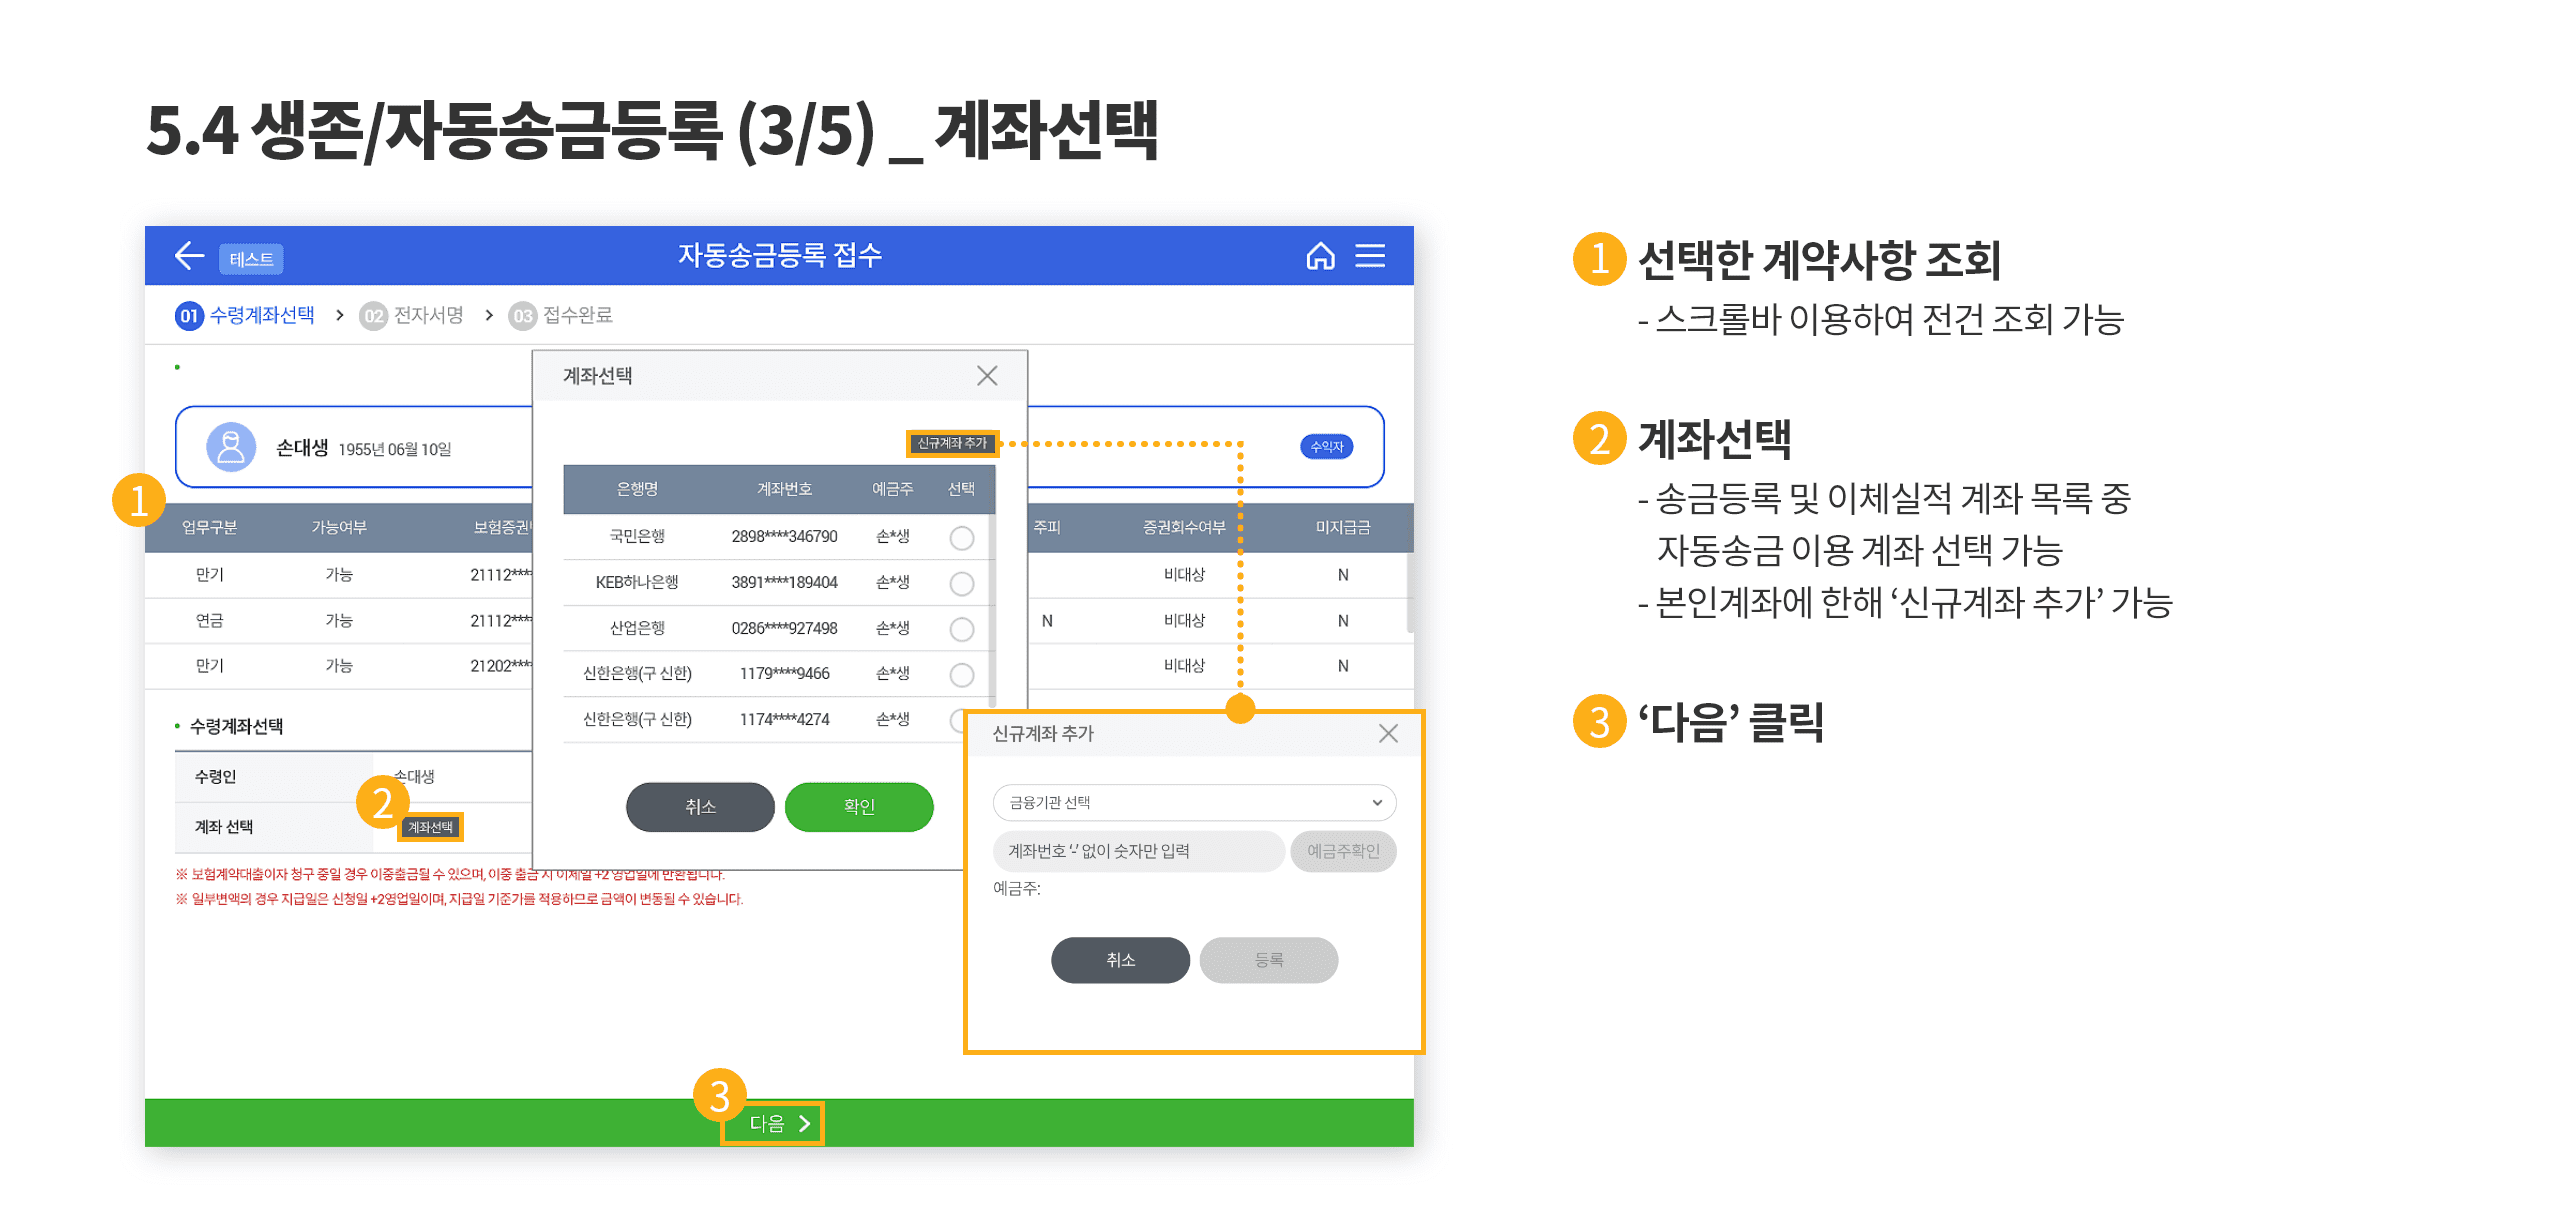 5.4 생존/자동송금등록 (3/5) _ 계좌선택
테스트
자동송금등록 접수
01 수령계좌선택 > 02 전자서명 > 03 접수완료
손대생 1955년 06월 10일
수익자
1
업무구분 가능여부 보험증권 주피 증권회수여부 미지급금
만기 가능 21112*** 비대상 N
연금 가능 21112*** N 비대상 N
만기 가능 21202*** 비대상 N
계좌선택
신규계좌 추가
은행명 계좌번호 예금주 선택
국민은행 2898****346790 손*생
KEB하나은행 3891****189404 손*생
산업은행 0286****927498 손*생
신한은행(구 신한) 1179****9466 손*생
신한은행(구 신한) 1174****4274 손*생
취소 확인
수령계좌선택
수령인 손대생
2
계좌 선택 계좌선택
※ 보험계약대출이자 청구 중일 경우 이중출금될 수 있으며, 이중 출금 시 이체일 +2 영업일에 반환됩니다.
※ 일부변액의 경우 지급일은 신청일 +2영업일이며, 지급일 기준가를 적용하므로 금액이 변동될 수 있습니다.
신규계좌 추가
금융기관 선택
계좌번호 '-' 없이 숫자만 입력 예금주확인
예금주:
취소 등록
3
다음 >
1 선택한 계약사항 조회
- 스크롤바 이용하여 전건 조회 가능
2 계좌선택
- 송금등록 및 이체실적 계좌 목록 중
자동송금 이용 계좌 선택 가능
- 본인계좌에 한해 ‘신규계좌 추가’ 가능
3 ‘다음’ 클릭